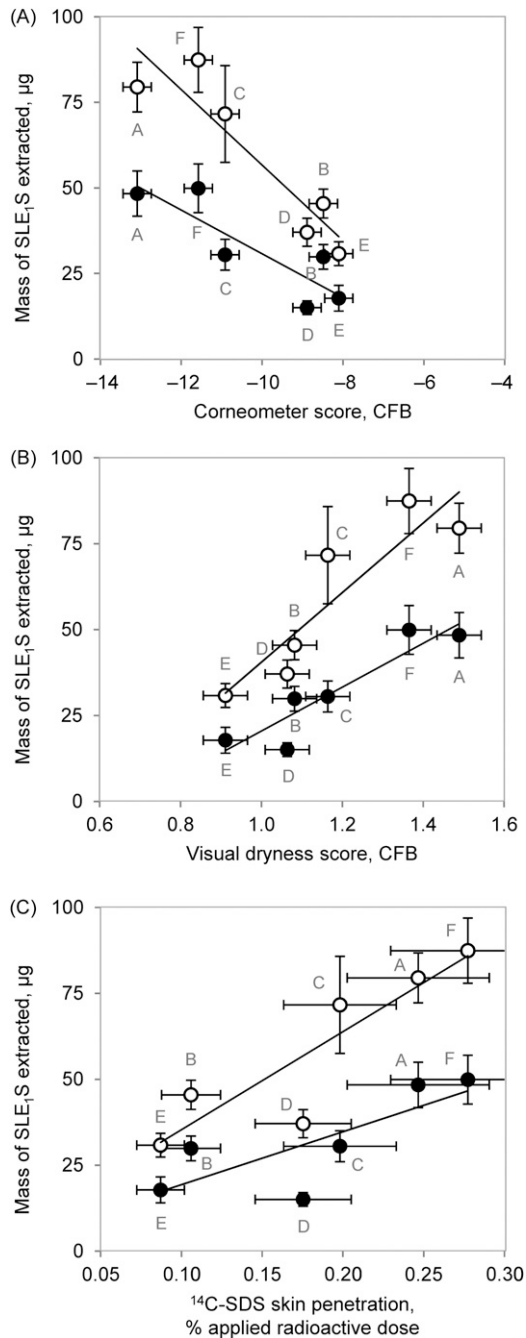 (A)
100
75
50
25
0
Mass of SLE₁S extracted, µg
F
C
A
B
D
E
A
F
C
B
D
E
–14 –12 –10 –8 –6 –4
Corneometer score, CFB
(B)
100
75
50
25
0
Mass of SLE₁S extracted, µg
C
F
A
B
D
E
F
A
C
B
E
D
0.6 0.8 1.0 1.2 1.4 1.6
Visual dryness score, CFB
(C)
100
75
50
25
0
Mass of SLE₁S extracted, µg
F
A
C
B
D
E
A
F
B
C
E
D
0.05 0.10 0.15 0.20 0.25 0.30
¹⁴C-SDS skin penetration,
% applied radioactive dose